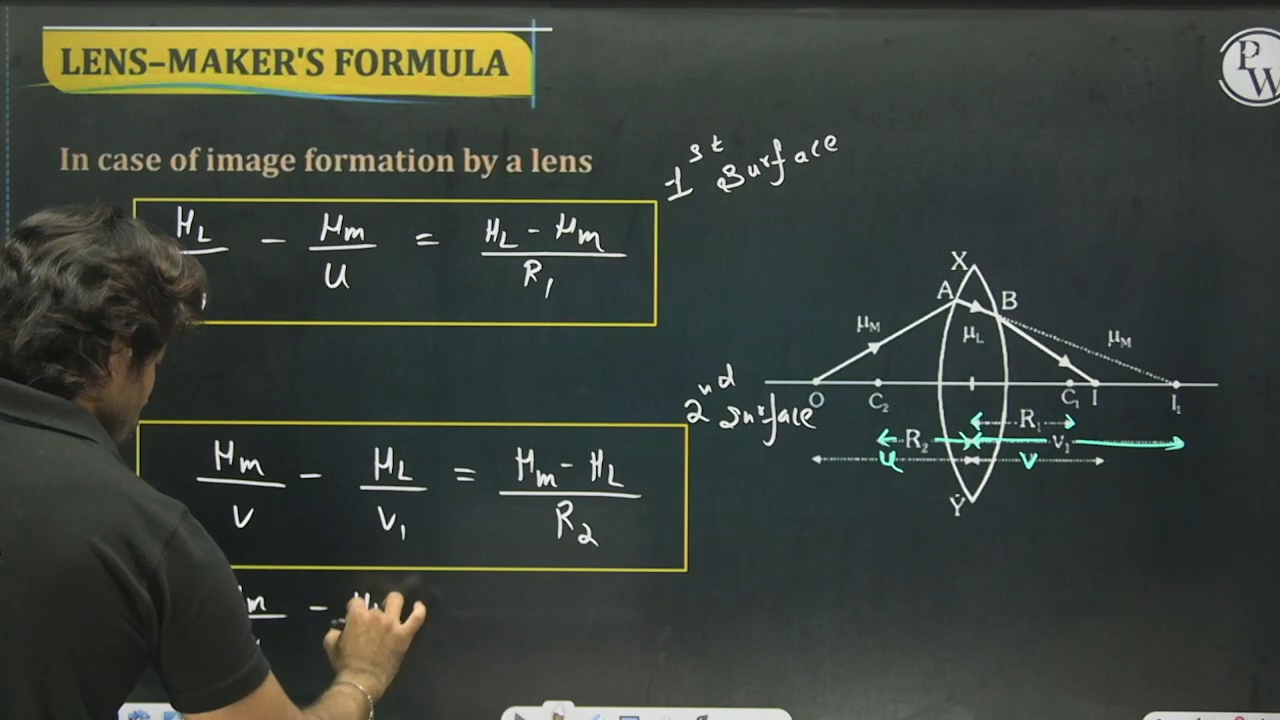 LENS–MAKER'S FORMULA
PW
In case of image formation by a lens
1st Surface
μL - μm/u = μL - μm/R1
2nd Surface
μm/v - μL/v1 = μm - μL/R2
m -
X
A B
μM μL μM
O C2 C1 I I1
R1
R2 v1
u v
Y